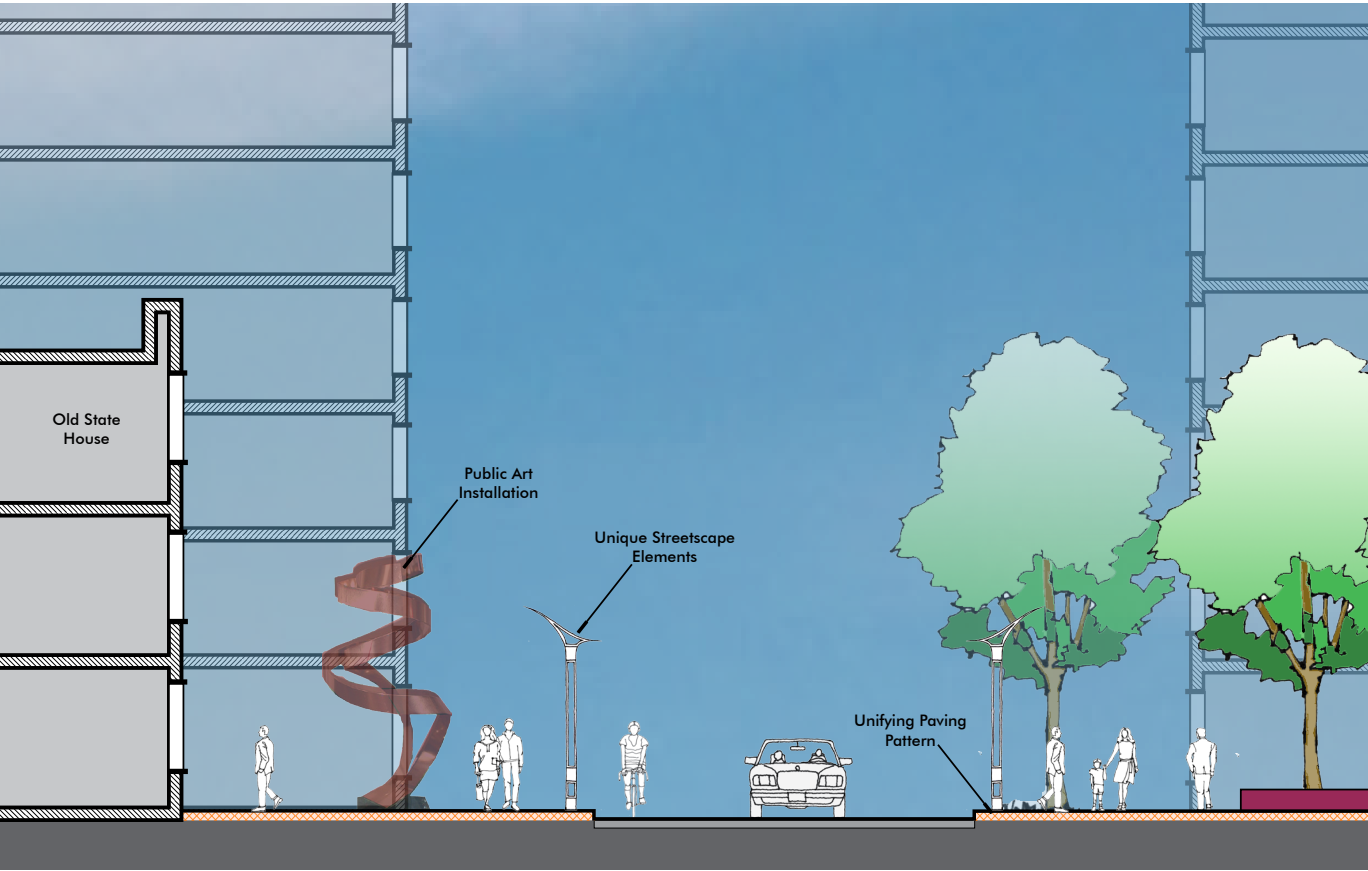 Old State
House
Public Art
Installation
Unique Streetscape
Elements
Unifying Paving
Pattern